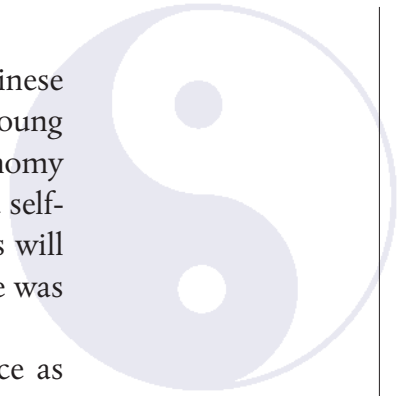 inese
oung
nomy
self-
s will
e was
ce as